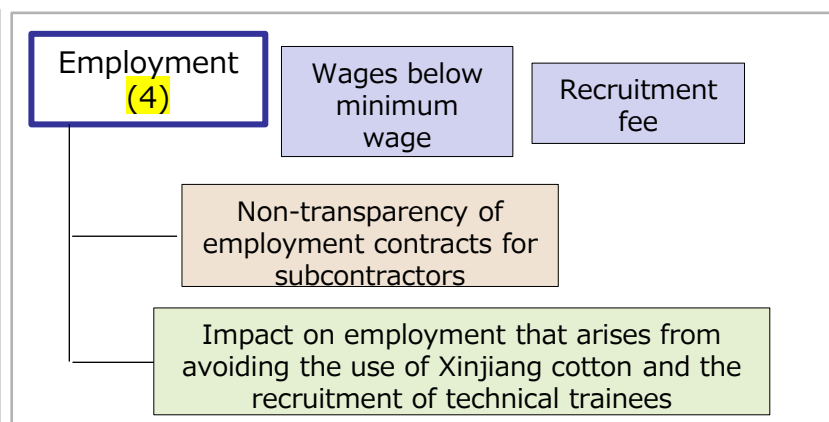 Employment
(4)
Wages below
minimum
wage
Recruitment
fee
Non-transparency of
employment contracts for
subcontractors
Impact on employment that arises from
avoiding the use of Xinjiang cotton and the
recruitment of technical trainees